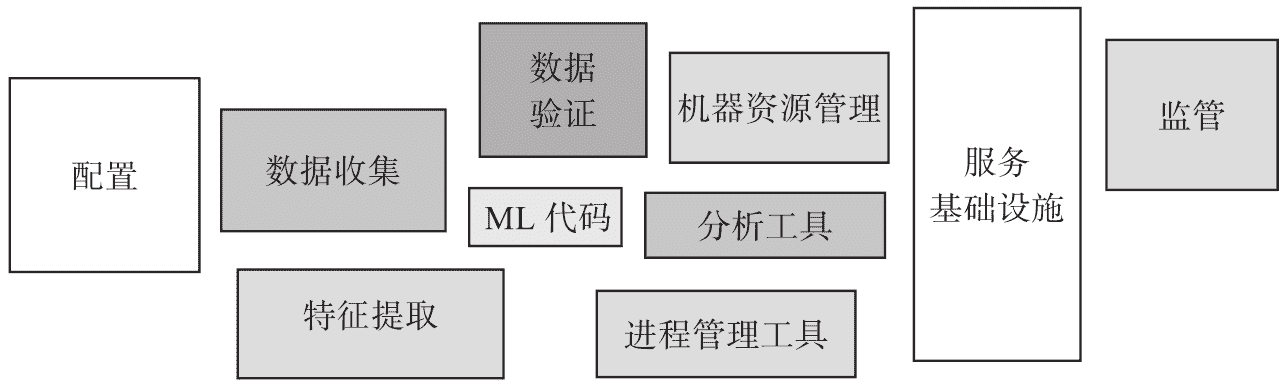 配置
数据收集
特征提取
数据
验证
ML 代码
机器资源管理
分析工具
进程管理工具
服务
基础设施
监管